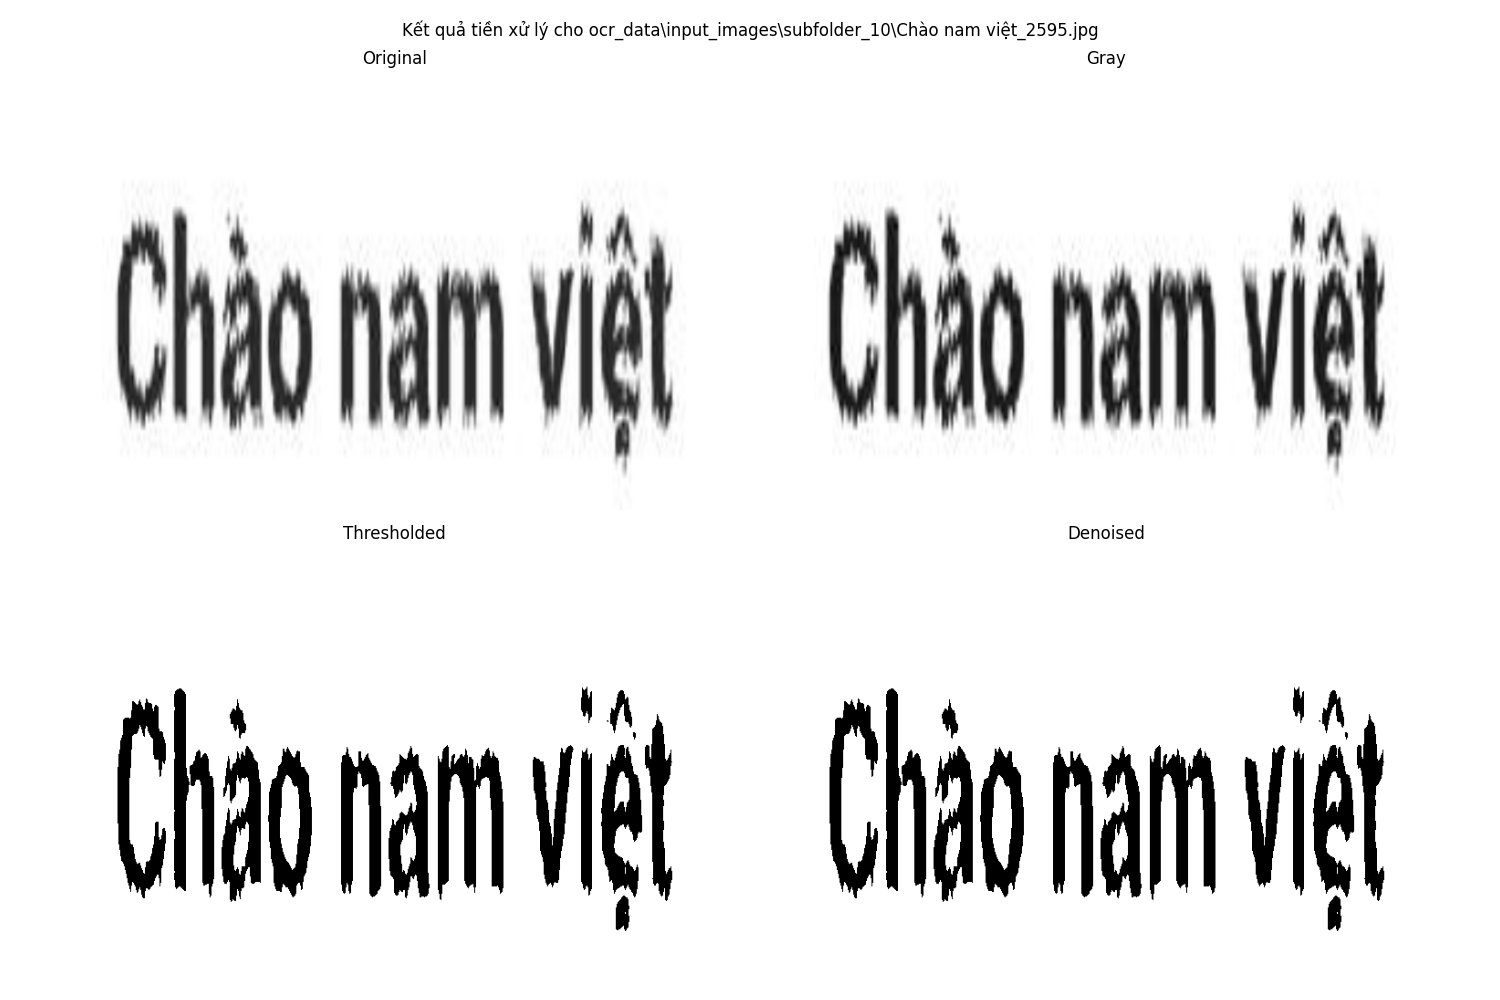 Kết quả tiền xử lý cho ocr_data\input_images\subfolder_10\Chào nam việt_2595.jpg
Original
Gray
Chào nam việt
Chào nam việt
Thresholded
Denoised
Chào nam việt
Chào nam việt